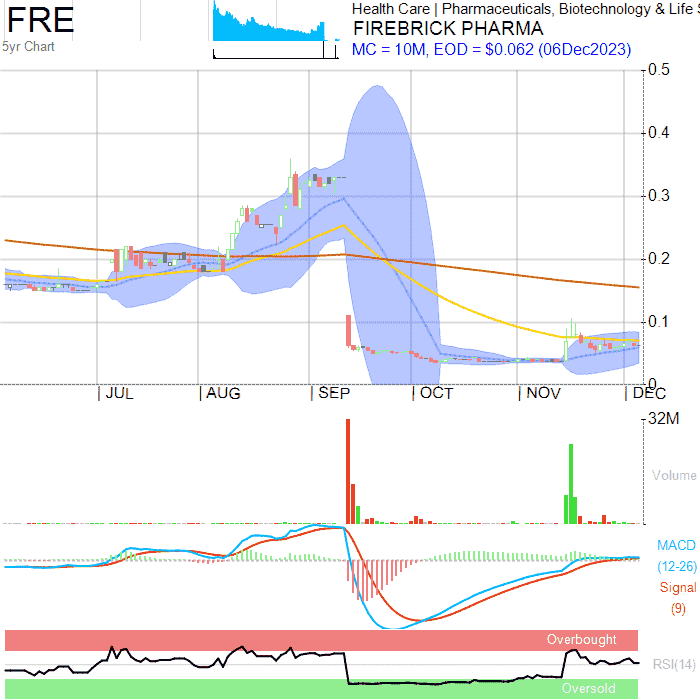 FRE
5yr Chart
Health Care | Pharmaceuticals, Biotechnology & Life S
FIREBRICK PHARMA
MC = 10M, EOD = $0.062 (06Dec2023)
0.5
0.4
0.3
0.2
0.1
0
JUL AUG SEP OCT NOV DEC
32M
Volume
MACD
(12-26)
Signal
(9)
Overbought
RSI(14)
Oversold